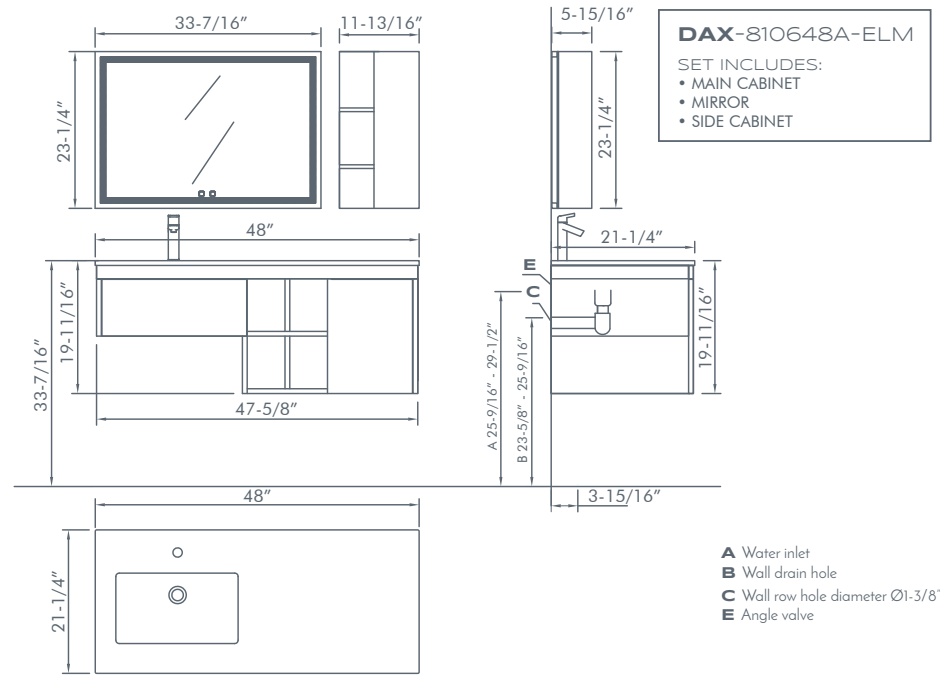 33-7/16”
11-13/16”
5-15/16”
DAX-810648A-ELM
SET INCLUDES:
• MAIN CABINET
• MIRROR
• SIDE CABINET
23-1/4”
23-1/4”
48”
21-1/4”
E
C
33-7/16”
19-11/16”
A 25-9/16” - 29-1/2”
B 23-5/8” - 25-9/16”
19-11/16”
47-5/8”
48”
3-15/16”
21-1/4”
A Water inlet
B Wall drain hole
C Wall row hole diameter Ø1-3/8”
E Angle valve